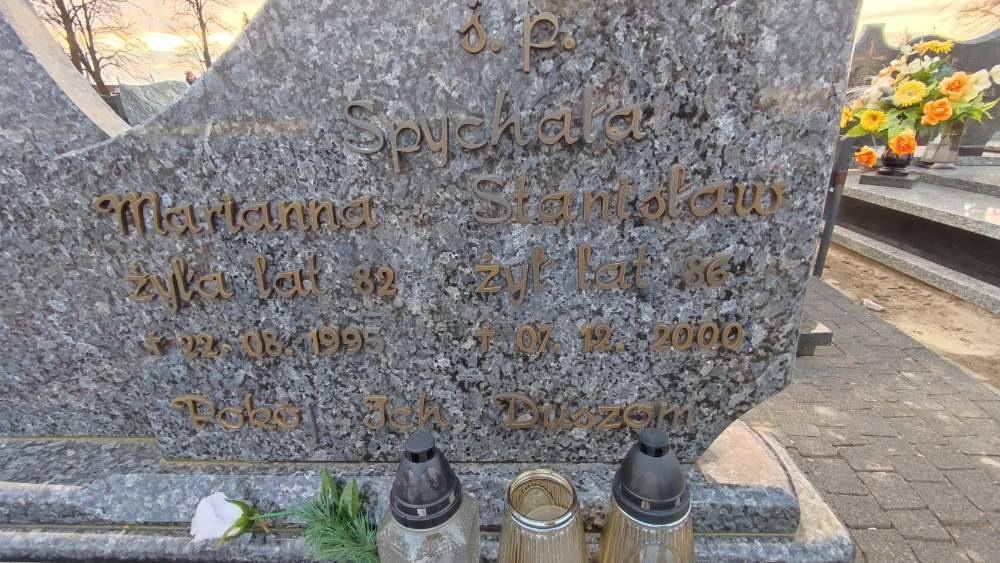 ś. p.
Spychała
Marianna Stanisław
żyła lat 82 żył lat 86
† 22. 08. 1995 † 07. 12. 2000
Pokój Ich Duszom